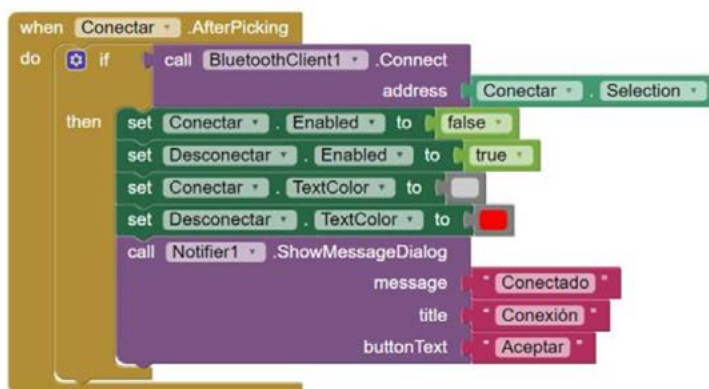 when Conectar .AfterPicking
do if call BluetoothClient1 .Connect
address Conectar . Selection
then set Conectar . Enabled to false
set Desconectar . Enabled to true
set Conectar . TextColor to
set Desconectar . TextColor to
call Notifier1 .ShowMessageDialog
message " Conectado "
title " Conexión "
buttonText " Aceptar "